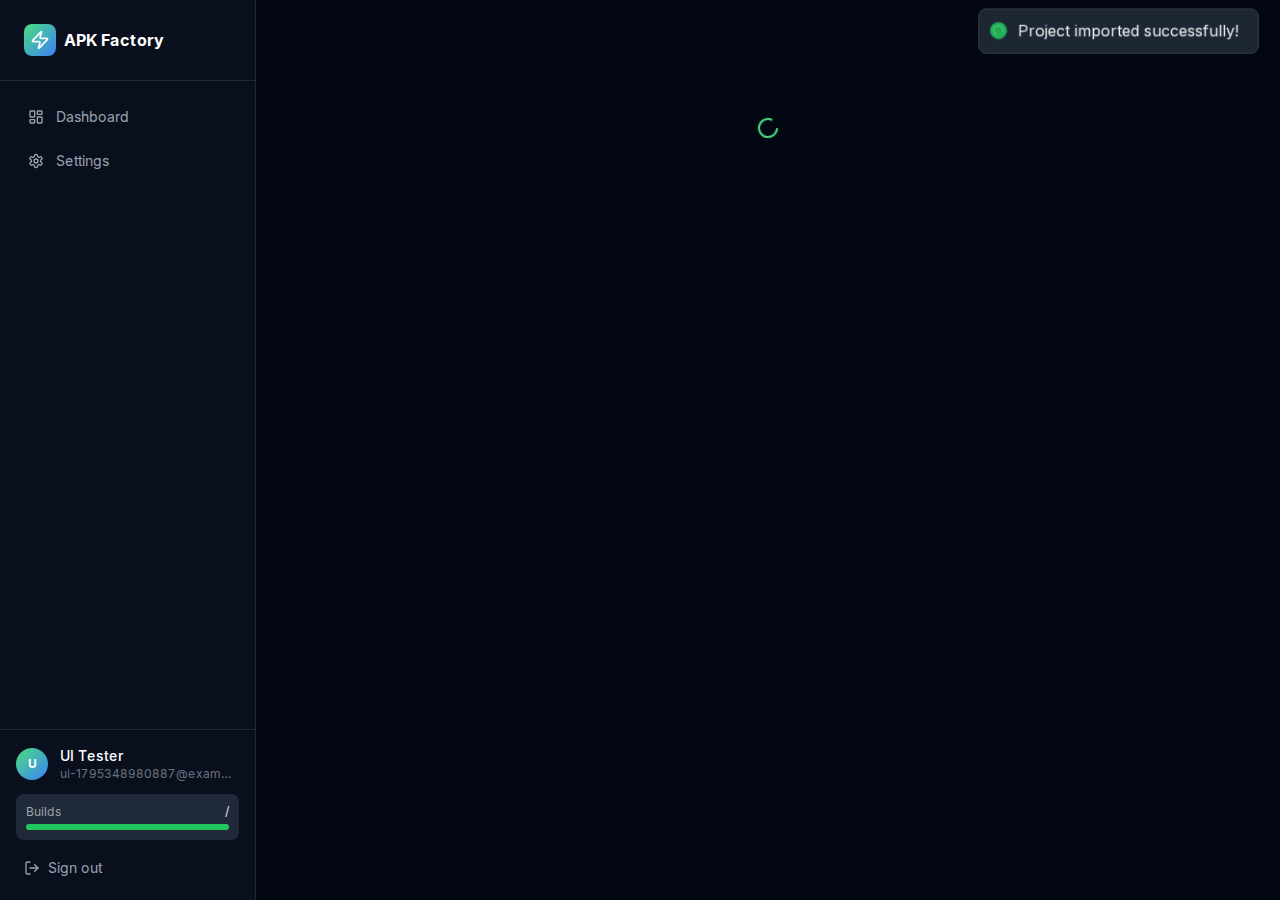 APK Factory
Project imported successfully!
Dashboard
Settings
UI Tester
U
ui-1795348980887@exam...
Builds /
Sign out